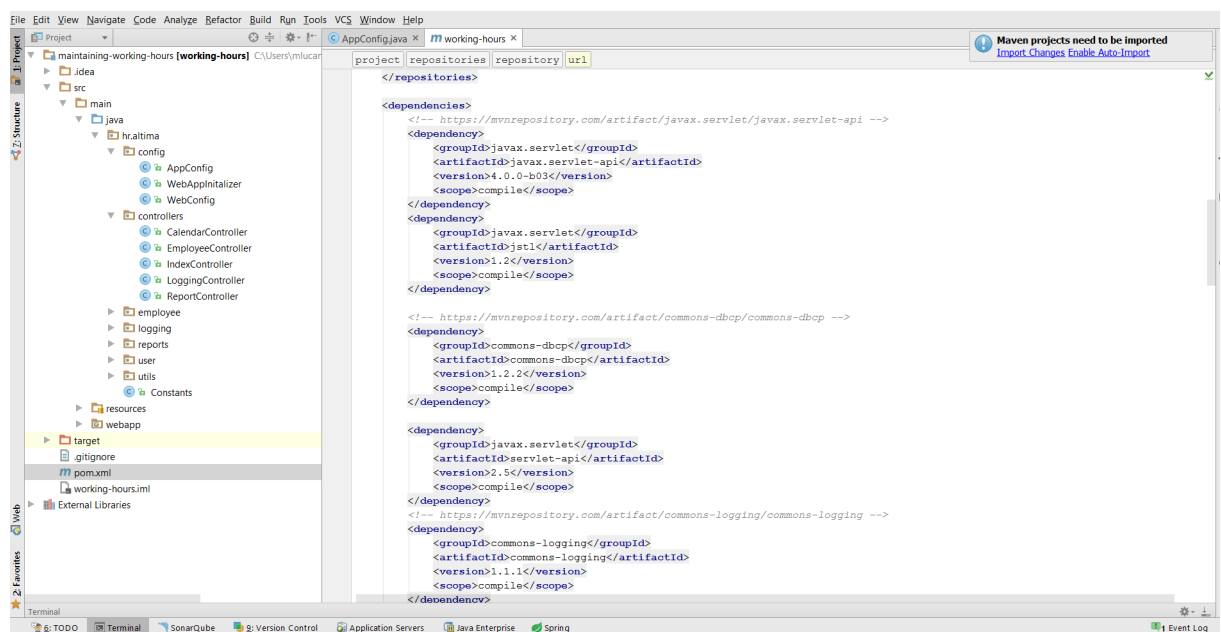 File Edit View Navigate Code Analyze Refactor Build Run Tools VCS Window Help
Project
AppConfig.java
m working-hours
Maven projects need to be imported
Import Changes Enable Auto-Import
1: Project
Z: Structure
Web
2: Favorites
maintaining-working-hours [working-hours] C:\Users\mlucar
.idea
src
main
java
hr.altima
config
AppConfig
WebAppInitalizer
WebConfig
controllers
CalendarController
EmployeeController
IndexController
LoggingController
ReportController
employee
logging
reports
user
utils
Constants
resources
webapp
target
.gitignore
m pom.xml
working-hours.iml
External Libraries
project repositories repository url
</repositories>
<dependencies>
<!-- https://mvnrepository.com/artifact/javax.servlet/javax.servlet-api -->
<dependency>
<groupId>javax.servlet</groupId>
<artifactId>javax.servlet-api</artifactId>
<version>4.0.0-b03</version>
<scope>compile</scope>
</dependency>
<dependency>
<groupId>javax.servlet</groupId>
<artifactId>jstl</artifactId>
<version>1.2</version>
<scope>compile</scope>
</dependency>
<!-- https://mvnrepository.com/artifact/commons-dbcp/commons-dbcp -->
<dependency>
<groupId>commons-dbcp</groupId>
<artifactId>commons-dbcp</artifactId>
<version>1.2.2</version>
<scope>compile</scope>
</dependency>
<dependency>
<groupId>javax.servlet</groupId>
<artifactId>servlet-api</artifactId>
<version>2.5</version>
<scope>compile</scope>
</dependency>
<!-- https://mvnrepository.com/artifact/commons-logging/commons-logging -->
<dependency>
<groupId>commons-logging</groupId>
<artifactId>commons-logging</artifactId>
<version>1.1.1</version>
<scope>compile</scope>
</dependency>
Terminal
6: TODO Terminal SonarQube 9: Version Control Application Servers Java Enterprise Spring
1 Event Log